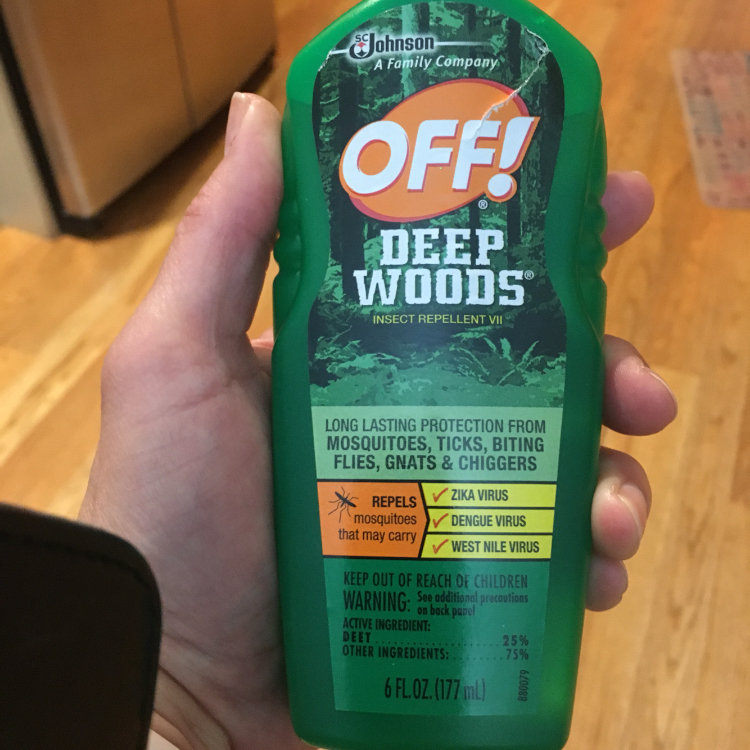 SC Johnson
A Family Company
OFF!®
DEEP
WOODS®
INSECT REPELLENT VII
LONG LASTING PROTECTION FROM
MOSQUITOES, TICKS, BITING
FLIES, GNATS & CHIGGERS
REPELS
mosquitoes
that may carry
ZIKA VIRUS
DENGUE VIRUS
WEST NILE VIRUS
KEEP OUT OF REACH OF CHILDREN
WARNING: See additional precautions
on back panel
ACTIVE INGREDIENT:
DEET ........................ 25%
OTHER INGREDIENTS: ........... 75%
6 FL. OZ. (177 mL)
880079